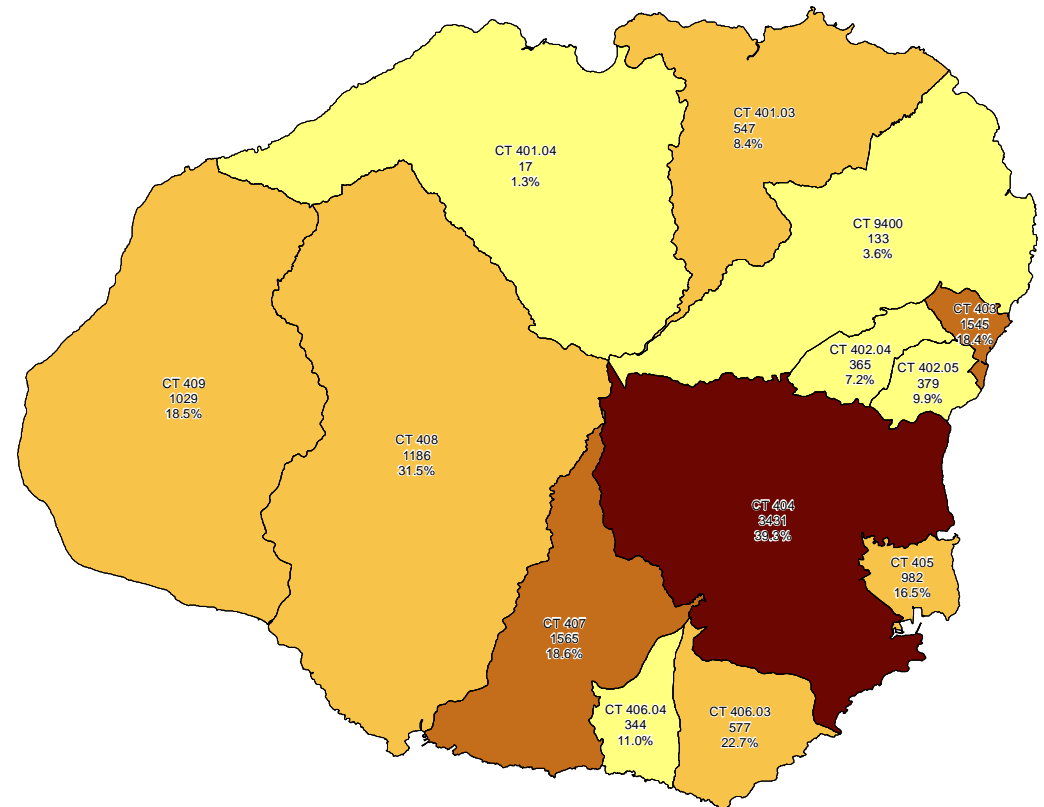 CT 401.03
547
8.4%
CT 401.04
17
1.3%
CT 9400
133
3.6%
CT 403
1545
18.4%
CT 402.04
365
7.2%
CT 402.05
379
9.9%
CT 409
1029
18.5%
CT 408
1186
31.5%
CT 404
3431
39.3%
CT 405
982
16.5%
CT 407
1565
18.6%
CT 406.04
344
11.0%
CT 406.03
577
22.7%